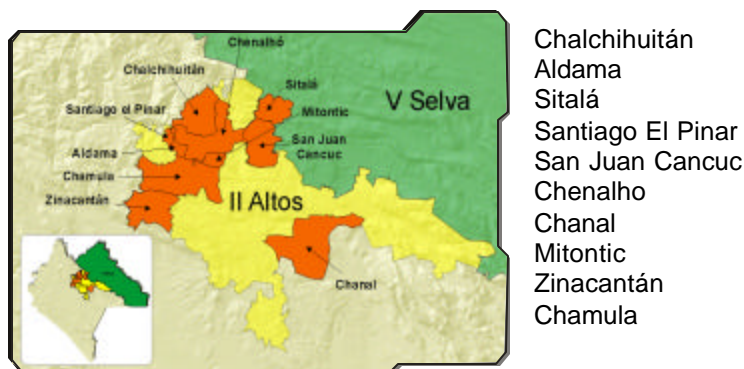 Chenalhó
Chalchihuitán
Sitalá
V Selva
Santiago el Pinar
Mitontic
San Juan
Cancuc
Aldama
Chamula
Zinacantán
II Altos
Chanal
Chalchihuitán
Aldama
Sitalá
Santiago El Pinar
San Juan Cancuc
Chenalho
Chanal
Mitontic
Zinacantán
Chamula